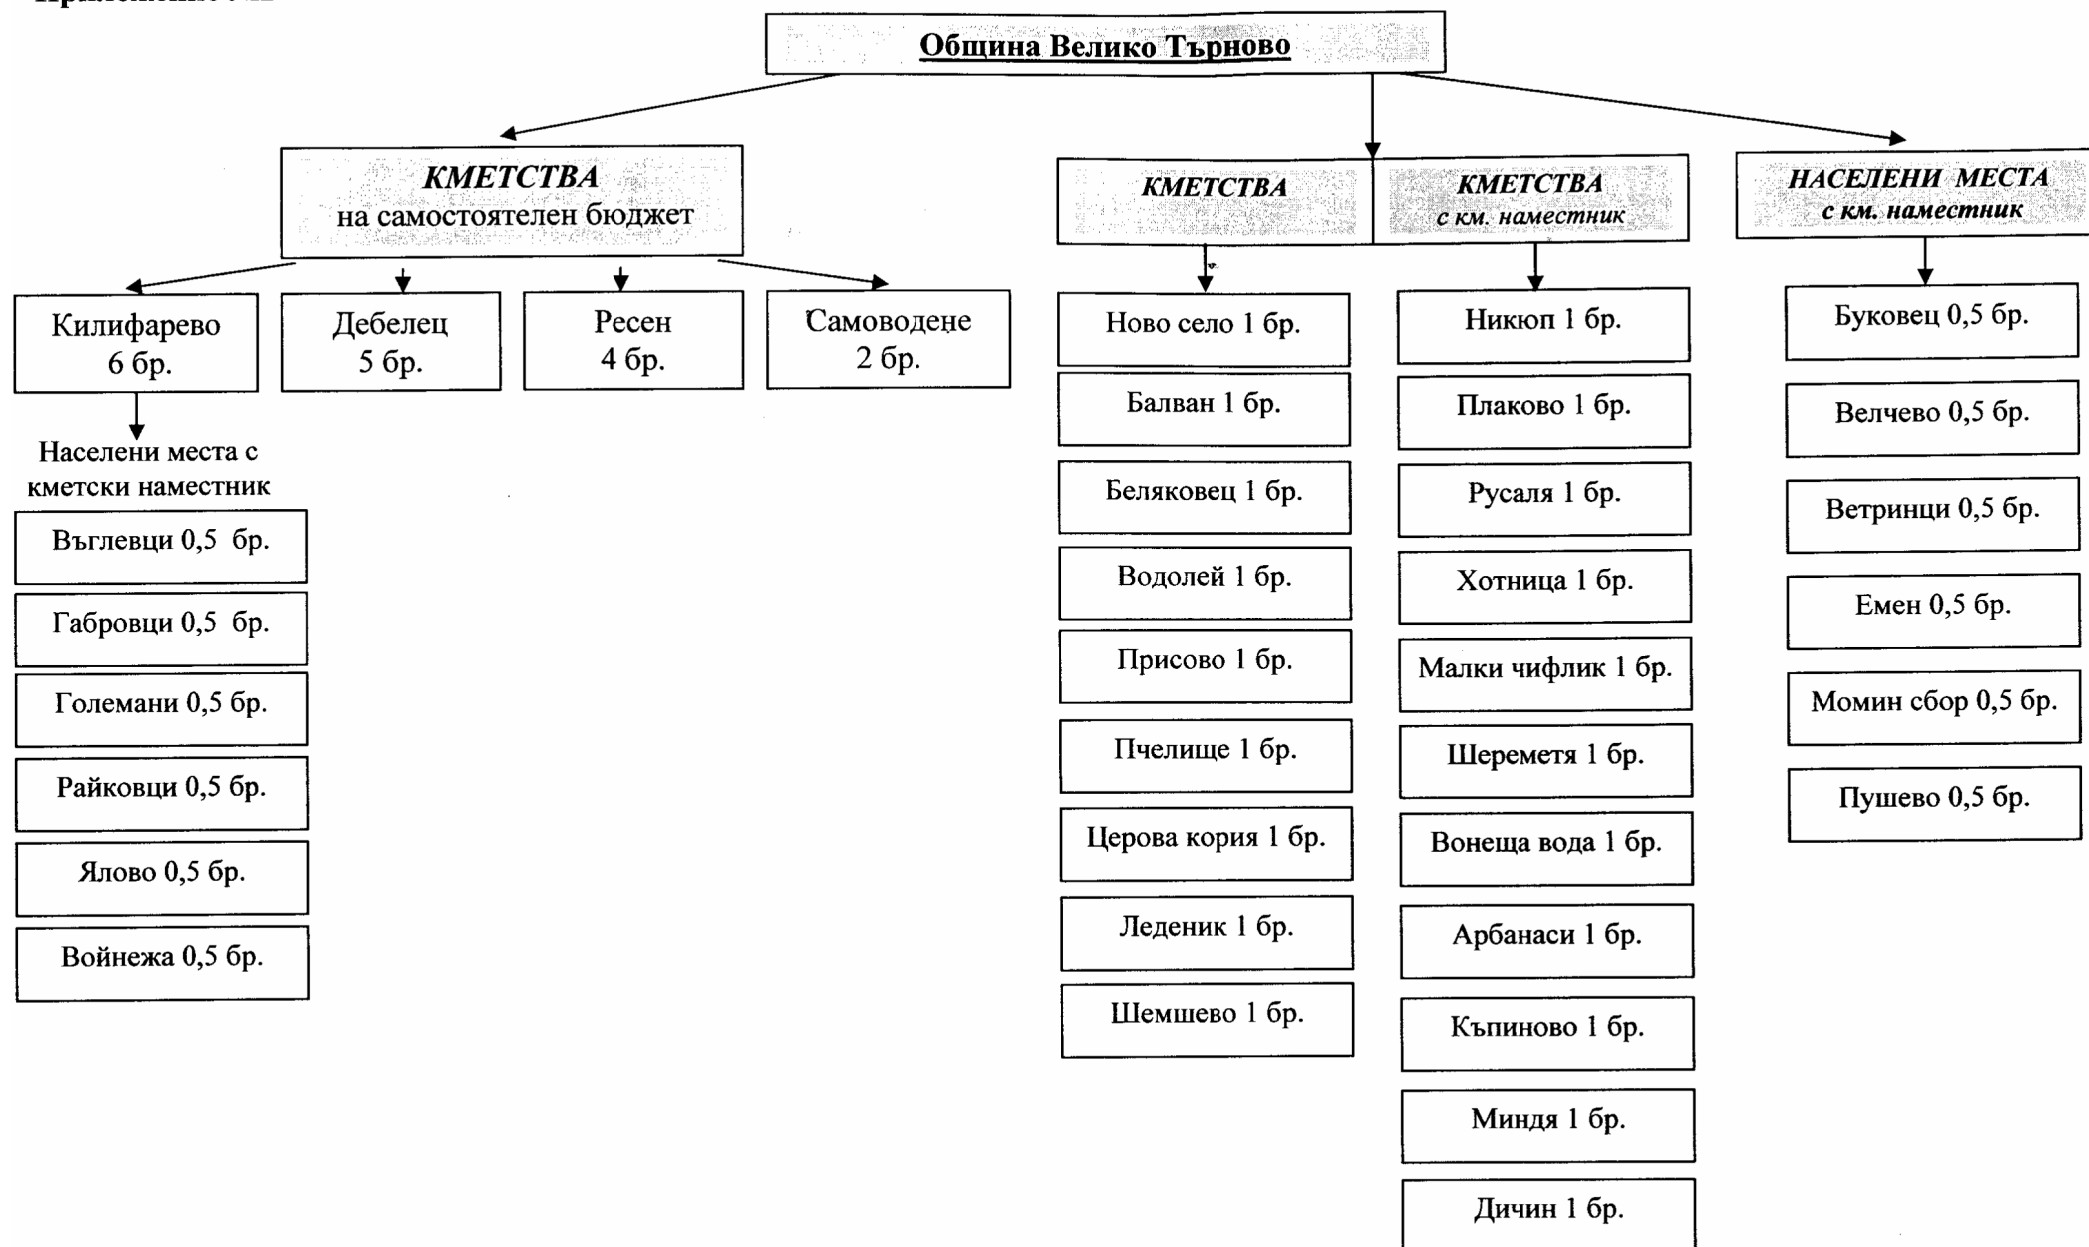 Община Велико Търново
КМЕТСТВА
на самостоятелен бюджет
Килифарево
6 бр.
Дебелец
5 бр.
Ресен
4 бр.
Самоводене
2 бр.
Населени места с
кметски наместник
Въглевци 0,5 бр.
Габровци 0,5 бр.
Големани 0,5 бр.
Райковци 0,5 бр.
Ялово 0,5 бр.
Войнежа 0,5 бр.
КМЕТСТВА
Ново село 1 бр.
Балван 1 бр.
Беляковец 1 бр.
Водолей 1 бр.
Присово 1 бр.
Пчелище 1 бр.
Церова кория 1 бр.
Леденик 1 бр.
Шемшево 1 бр.
КМЕТСТВА
с км. наместник
Никюп 1 бр.
Плаково 1 бр.
Русаля 1 бр.
Хотница 1 бр.
Малки чифлик 1 бр.
Шереметя 1 бр.
Вонеща вода 1 бр.
Арбанаси 1 бр.
Къпиново 1 бр.
Миндя 1 бр.
Дичин 1 бр.
НАСЕЛЕНИ МЕСТА
с км. наместник
Буковец 0,5 бр.
Велчево 0,5 бр.
Ветринци 0,5 бр.
Емен 0,5 бр.
Момин сбор 0,5 бр.
Пушево 0,5 бр.